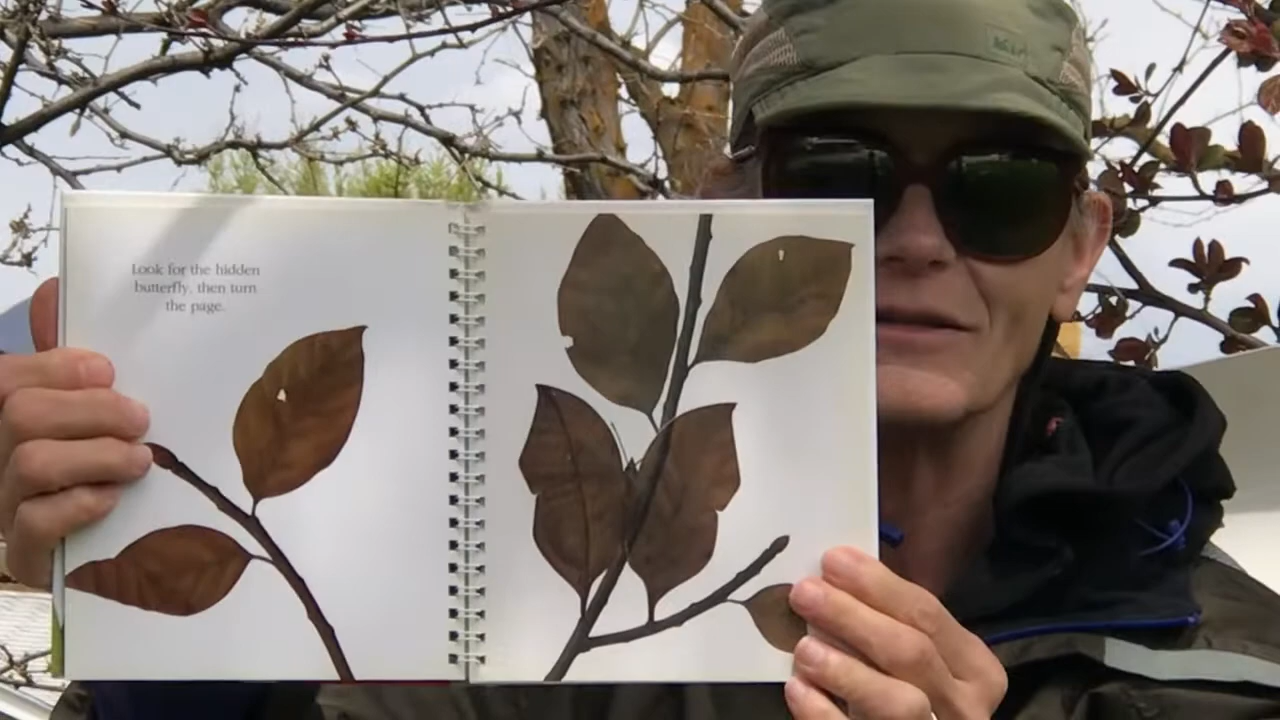 Look for the hidden
butterfly, then turn
the page.